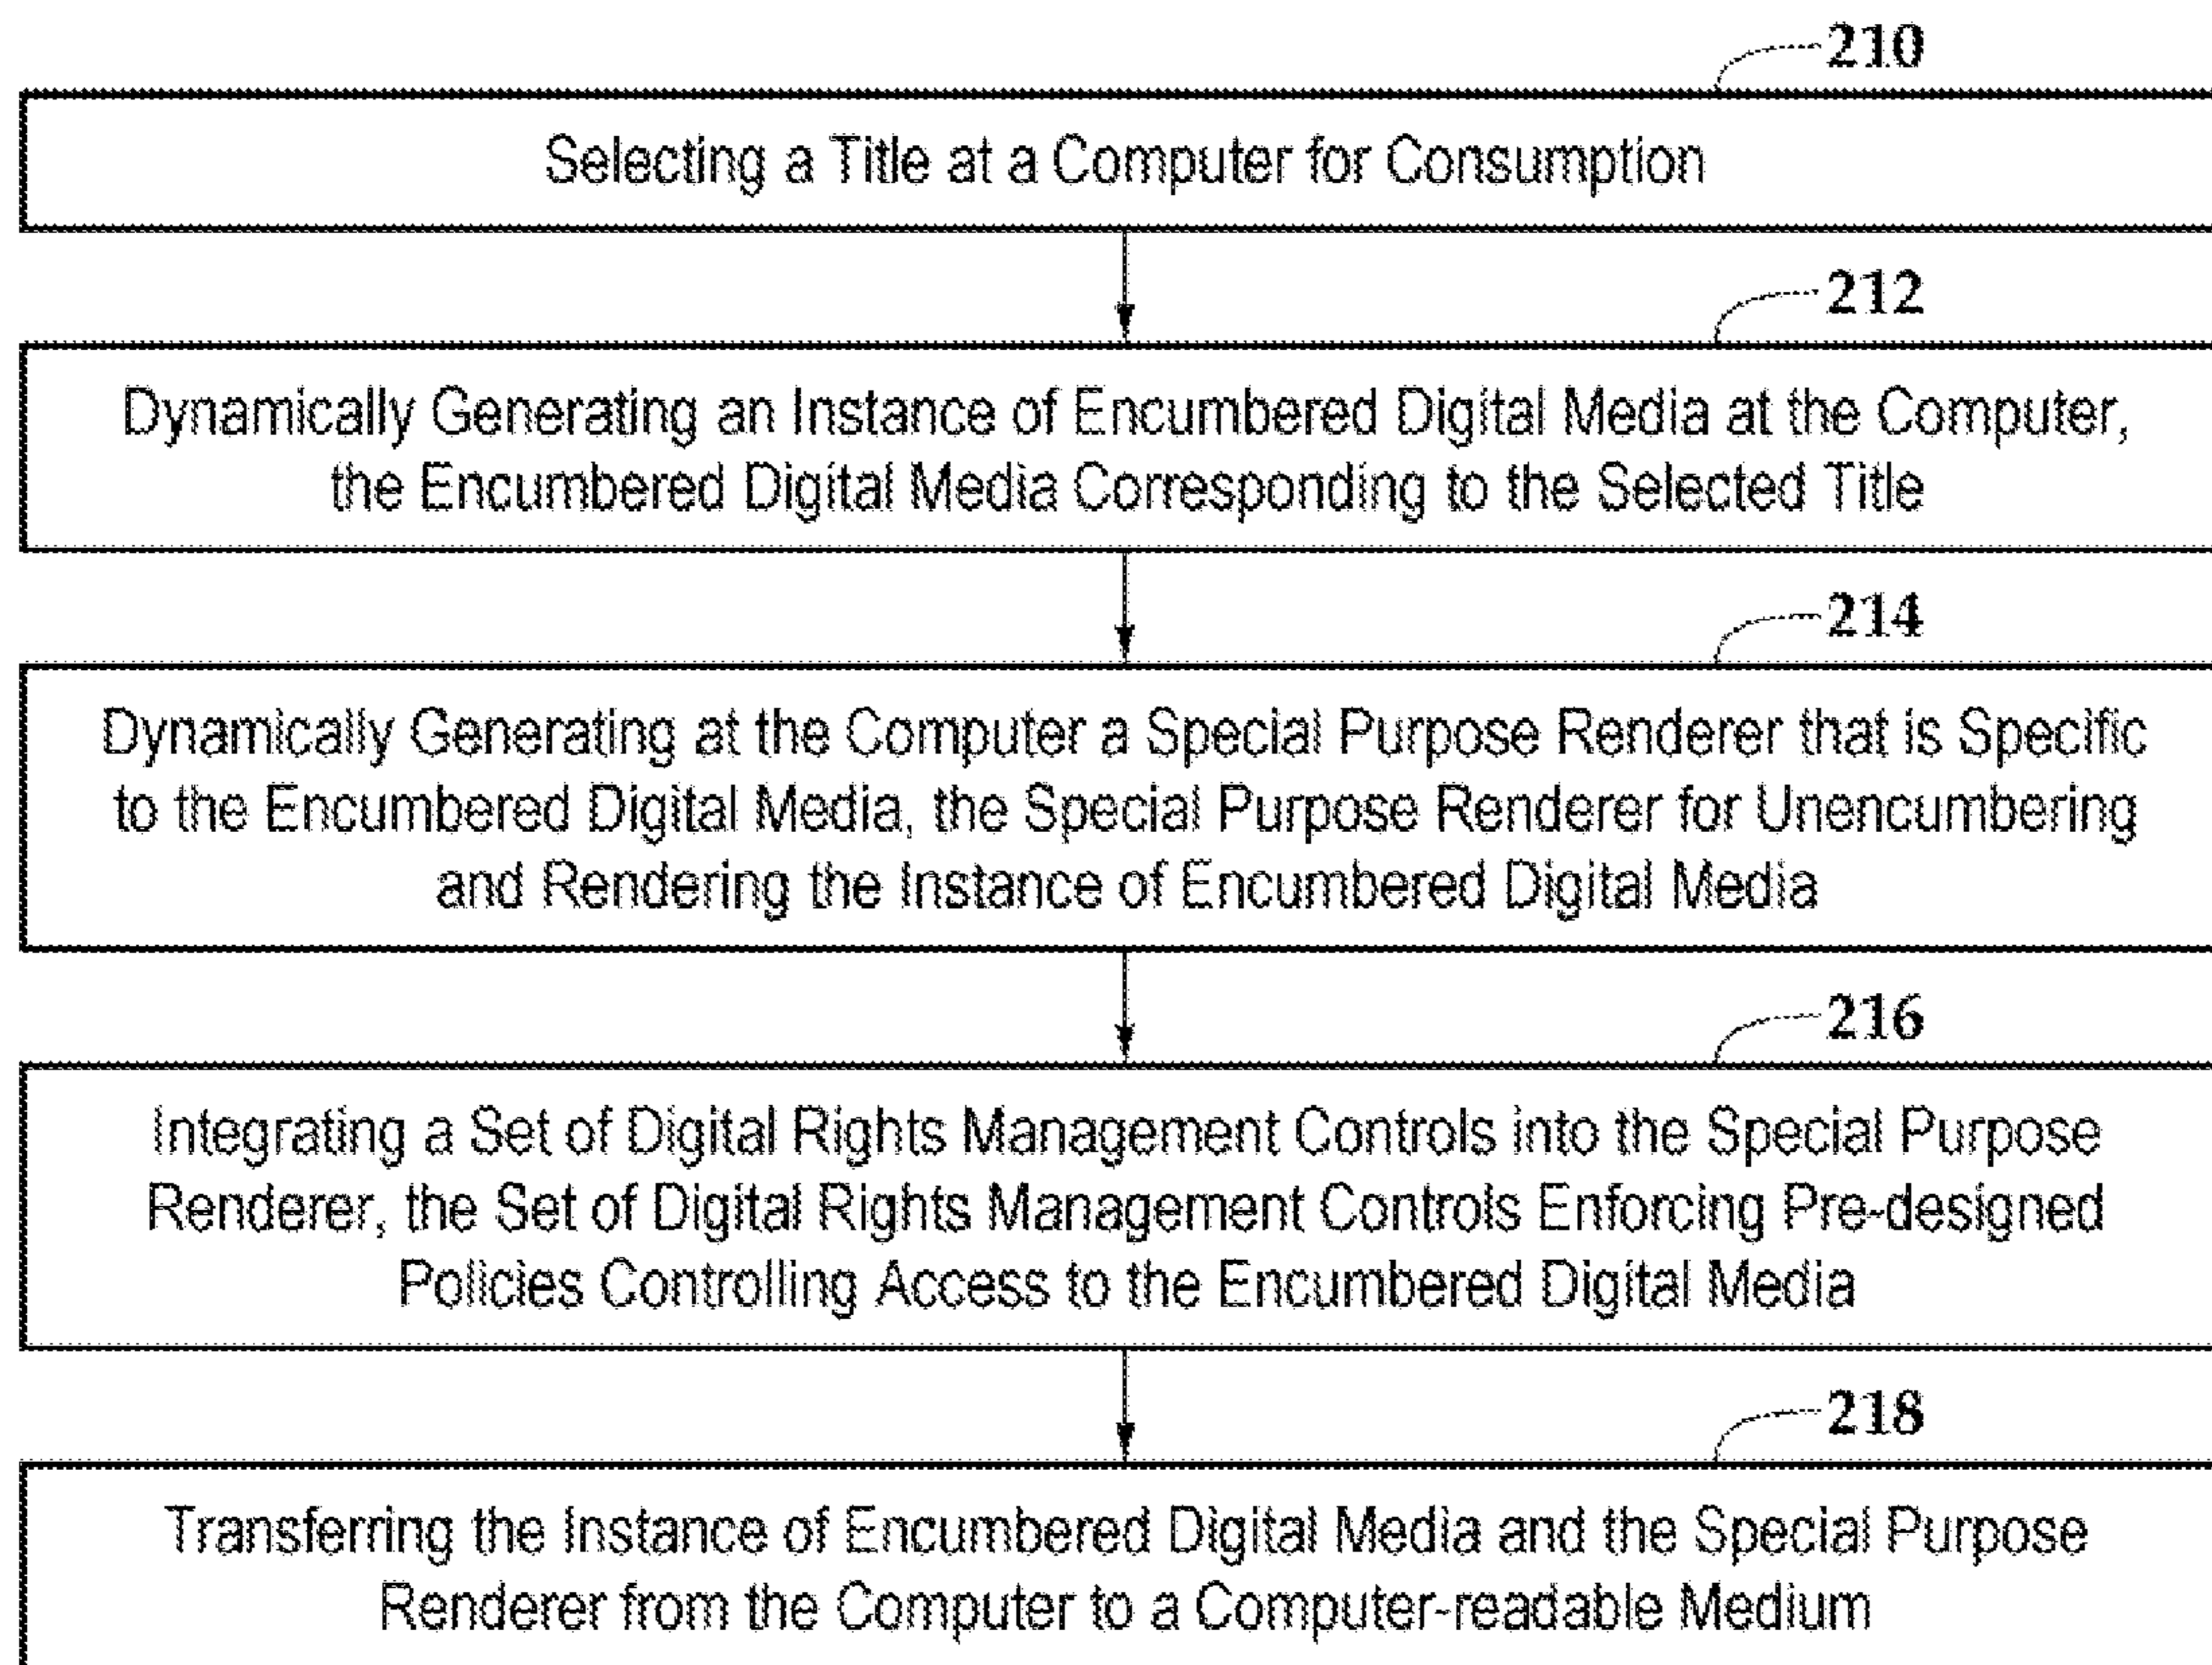 210
Selecting a Title at a Computer for Consumption
212
Dynamically Generating an Instance of Encumbered Digital Media at the Computer,
the Encumbered Digital Media Corresponding to the Selected Title
214
Dynamically Generating at the Computer a Special Purpose Renderer that is Specific
to the Encumbered Digital Media, the Special Purpose Renderer for Unencumbering
and Rendering the Instance of Encumbered Digital Media
216
Integrating a Set of Digital Rights Management Controls into the Special Purpose
Renderer, the Set of Digital Rights Management Controls Enforcing Pre-designed
Policies Controlling Access to the Encumbered Digital Media
218
Transferring the Instance of Encumbered Digital Media and the Special Purpose
Renderer from the Computer to a Computer-readable Medium